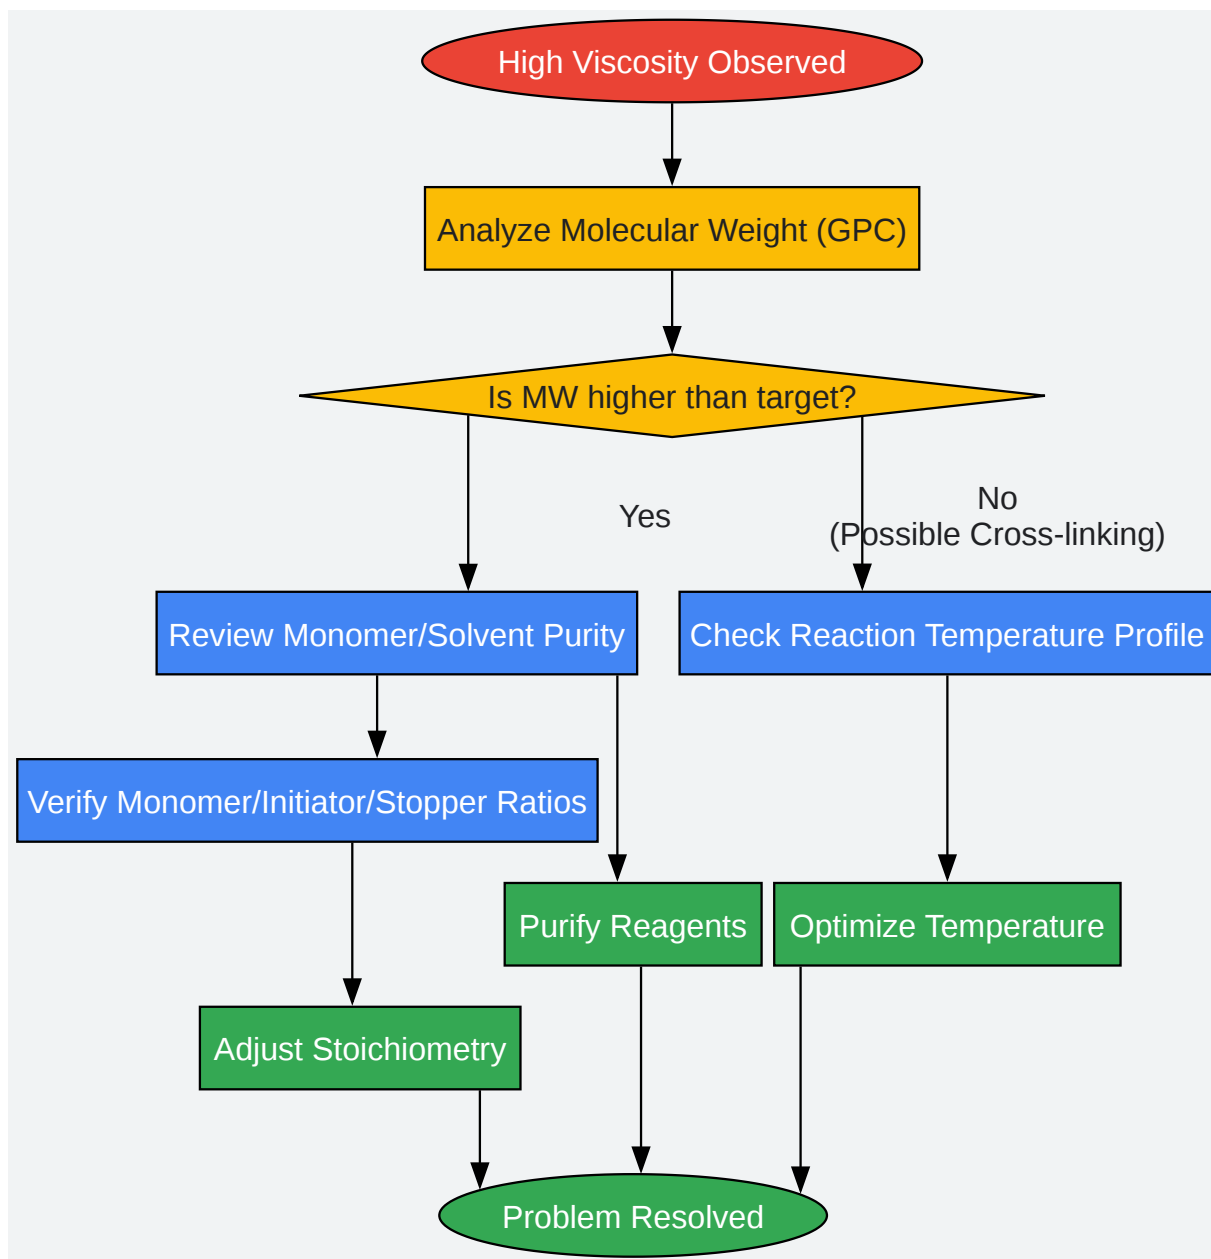 High Viscosity Observed
Analyze Molecular Weight (GPC)
Is MW higher than target?
Yes
No
(Possible Cross-linking)
Review Monomer/Solvent Purity
Check Reaction Temperature Profile
Verify Monomer/Initiator/Stopper Ratios
Purify Reagents
Optimize Temperature
Adjust Stoichiometry
Problem Resolved